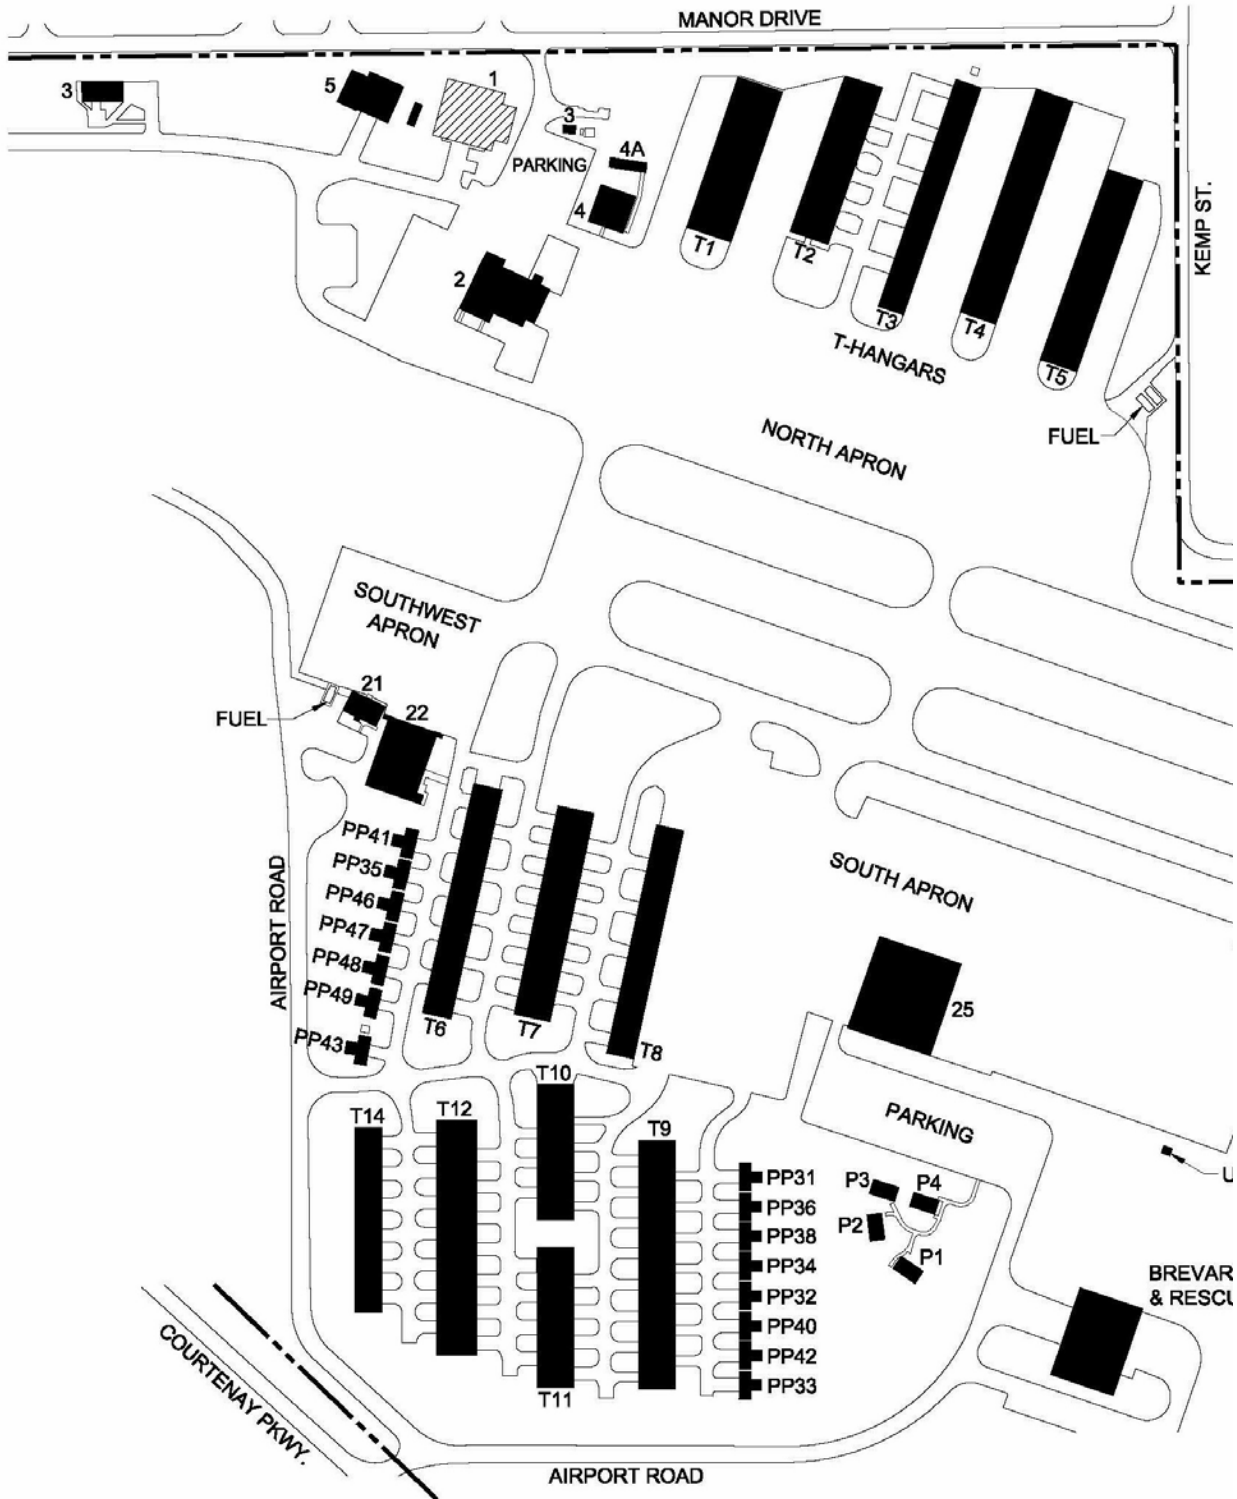 MANOR DRIVE
3
5
1
3
PARKING
4A
4
T1
T2
T3
T4
T5
T-HANGARS
KEMP ST.
2
FUEL
NORTH APRON
SOUTHWEST
APRON
21
22
FUEL
AIRPORT ROAD
PP41
PP35
PP46
PP47
PP48
PP49
PP43
T6
T7
T8
SOUTH APRON
25
T10
T14
T12
T9
PARKING
PP31
PP36
PP38
PP34
PP32
PP40
PP42
PP33
P3
P4
P2
P1
U
BREVAR
& RESCU
T11
COURTENAY PKWY.
AIRPORT ROAD